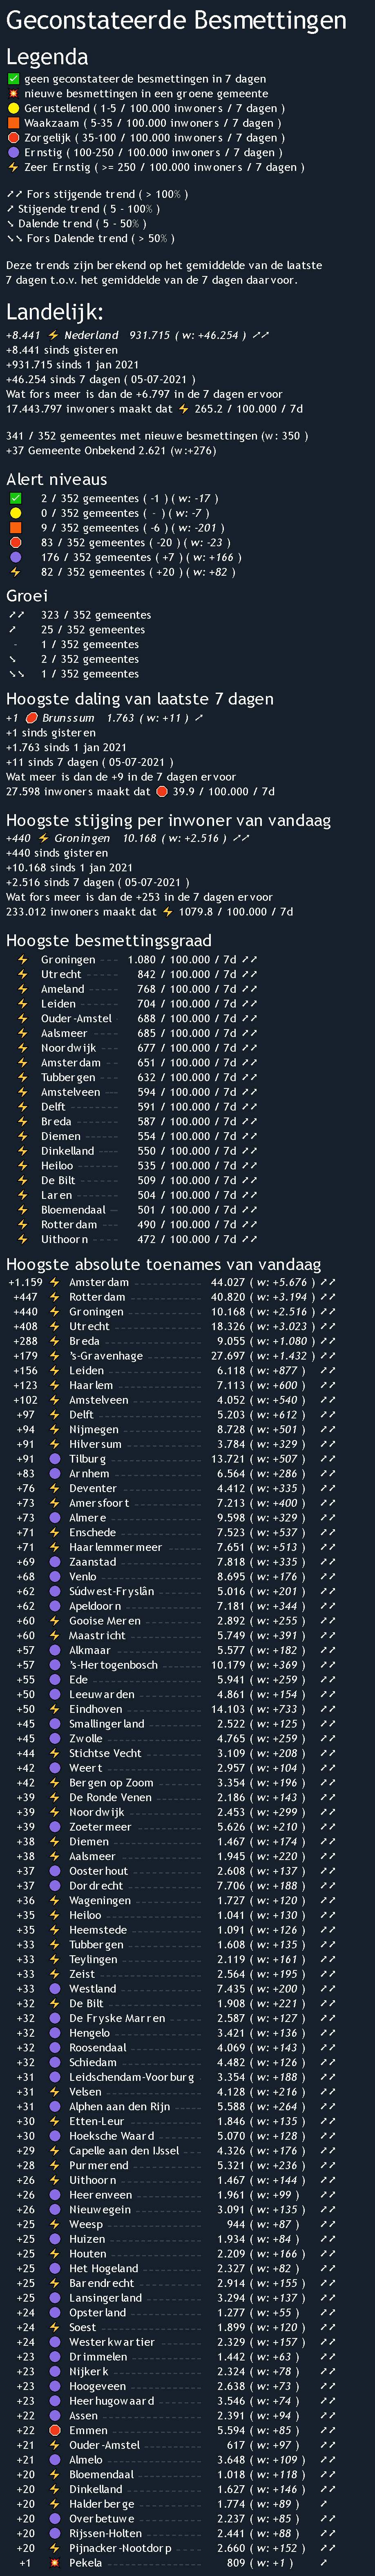 Geconstateerde Besmettingen
Legenda
geen geconstateerde besmettingen in 7 dagen
nieuwe besmettingen in een groene gemeente
Gerustellend ( 1-5 / 100.000 inwoners / 7 dagen )
Waakzaam ( 5-35 / 100.000 inwoners / 7 dagen )
Zorgelijk ( 35-100 / 100.000 inwoners / 7 dagen )
Ernstig ( 100-250 / 100.000 inwoners / 7 dagen )
Zeer Ernstig ( >= 250 / 100.000 inwoners / 7 dagen )
↗↗ Fors stijgende trend ( > 100% )
↗ Stijgende trend ( 5 - 100% )
↘ Dalende trend ( 5 - 50% )
↘↘ Fors Dalende trend ( > 50% )
Deze trends zijn berekend op het gemiddelde van de laatste
7 dagen t.o.v. het gemiddelde van de 7 dagen daarvoor.
Landelijk:
+8.441 ⚡ Nederland 931.715 ( w: +46.254 ) ↗↗
+8.441 sinds gisteren
+931.715 sinds 1 jan 2021
+46.254 sinds 7 dagen ( 05-07-2021 )
Wat fors meer is dan de +6.797 in de 7 dagen ervoor
17.443.797 inwoners maakt dat ⚡ 265.2 / 100.000 / 7d
341 / 352 gemeentes met nieuwe besmettingen (w: 350 )
+37 Gemeente Onbekend 2.621 (w:+276)
Alert niveaus
2 / 352 gemeentes ( -1 ) ( w: -17 )
0 / 352 gemeentes ( - ) ( w: -7 )
9 / 352 gemeentes ( -6 ) ( w: -201 )
83 / 352 gemeentes ( -20 ) ( w: -23 )
176 / 352 gemeentes ( +7 ) ( w: +166 )
82 / 352 gemeentes ( +20 ) ( w: +82 )
Groei
↗↗ 323 / 352 gemeentes
↗ 25 / 352 gemeentes
- 1 / 352 gemeentes
↘ 2 / 352 gemeentes
↘↘ 1 / 352 gemeentes
Hoogste daling van laatste 7 dagen
+1 Brunssum 1.763 ( w: +11 ) ↗
+1 sinds gisteren
+1.763 sinds 1 jan 2021
+11 sinds 7 dagen ( 05-07-2021 )
Wat meer is dan de +9 in de 7 dagen ervoor
27.598 inwoners maakt dat 39.9 / 100.000 / 7d
Hoogste stijging per inwoner van vandaag
+440 ⚡ Groningen 10.168 ( w: +2.516 ) ↗↗
+440 sinds gisteren
+10.168 sinds 1 jan 2021
+2.516 sinds 7 dagen ( 05-07-2021 )
Wat fors meer is dan de +253 in de 7 dagen ervoor
233.012 inwoners maakt dat ⚡ 1079.8 / 100.000 / 7d
Hoogste besmettingsgraad
Groningen 1.080 / 100.000 / 7d ↗↗
Utrecht 842 / 100.000 / 7d ↗↗
Ameland 768 / 100.000 / 7d ↗↗
Leiden 704 / 100.000 / 7d ↗↗
Ouder-Amstel 688 / 100.000 / 7d ↗↗
Aalsmeer 685 / 100.000 / 7d ↗↗
Noordwijk 677 / 100.000 / 7d ↗↗
Amsterdam 651 / 100.000 / 7d ↗↗
Tubbergen 632 / 100.000 / 7d ↗↗
Amstelveen 594 / 100.000 / 7d ↗↗
Delft 591 / 100.000 / 7d ↗↗
Breda 587 / 100.000 / 7d ↗↗
Diemen 554 / 100.000 / 7d ↗↗
Dinkelland 550 / 100.000 / 7d ↗↗
Heiloo 535 / 100.000 / 7d ↗↗
De Bilt 509 / 100.000 / 7d ↗↗
Laren 504 / 100.000 / 7d ↗↗
Bloemendaal 501 / 100.000 / 7d ↗↗
Rotterdam 490 / 100.000 / 7d ↗↗
Uithoorn 472 / 100.000 / 7d ↗↗
Hoogste absolute toenames van vandaag
+1.159 Amsterdam 44.027 ( w: +5.676 ) ↗↗
+447 Rotterdam 40.820 ( w: +3.194 ) ↗↗
+440 Groningen 10.168 ( w: +2.516 ) ↗↗
+408 Utrecht 18.326 ( w: +3.023 ) ↗↗
+288 Breda 9.055 ( w: +1.080 ) ↗↗
+179 's-Gravenhage 27.697 ( w: +1.432 ) ↗↗
+156 Leiden 6.118 ( w: +877 ) ↗↗
+123 Haarlem 7.113 ( w: +600 ) ↗↗
+102 Amstelveen 4.052 ( w: +540 ) ↗↗
+97 Delft 5.203 ( w: +612 ) ↗↗
+94 Nijmegen 8.728 ( w: +501 ) ↗↗
+91 Hilversum 3.784 ( w: +329 ) ↗↗
+91 Tilburg 13.721 ( w: +507 ) ↗↗
+83 Arnhem 6.564 ( w: +286 ) ↗↗
+76 Deventer 4.412 ( w: +335 ) ↗↗
+73 Amersfoort 7.213 ( w: +400 ) ↗↗
+73 Almere 9.598 ( w: +329 ) ↗↗
+71 Enschede 7.523 ( w: +537 ) ↗↗
+71 Haarlemmermeer 7.651 ( w: +513 ) ↗↗
+69 Zaanstad 7.818 ( w: +335 ) ↗↗
+68 Venlo 8.695 ( w: +176 ) ↗↗
+62 Súdwest-Fryslân 5.016 ( w: +201 ) ↗↗
+62 Apeldoorn 7.181 ( w: +344 ) ↗↗
+60 Gooise Meren 2.892 ( w: +255 ) ↗↗
+60 Maastricht 5.749 ( w: +391 ) ↗↗
+57 Alkmaar 5.577 ( w: +182 ) ↗↗
+57 's-Hertogenbosch 10.179 ( w: +369 ) ↗↗
+55 Ede 5.941 ( w: +259 ) ↗↗
+50 Leeuwarden 4.861 ( w: +154 ) ↗↗
+50 Eindhoven 14.103 ( w: +733 ) ↗↗
+45 Smallingerland 2.522 ( w: +125 ) ↗↗
+45 Zwolle 4.765 ( w: +259 ) ↗↗
+44 Stichtse Vecht 3.109 ( w: +208 ) ↗↗
+42 Weert 2.957 ( w: +104 ) ↗↗
+42 Bergen op Zoom 3.354 ( w: +196 ) ↗↗
+39 De Ronde Venen 2.186 ( w: +143 ) ↗↗
+39 Noordwijk 2.453 ( w: +299 ) ↗↗
+39 Zoetermeer 5.626 ( w: +210 ) ↗↗
+38 Diemen 1.467 ( w: +174 ) ↗↗
+38 Aalsmeer 1.945 ( w: +220 ) ↗↗
+37 Oosterhout 2.608 ( w: +137 ) ↗↗
+37 Dordrecht 7.706 ( w: +188 ) ↗↗
+36 Wageningen 1.727 ( w: +120 ) ↗↗
+35 Heiloo 1.041 ( w: +130 ) ↗↗
+35 Heemstede 1.091 ( w: +126 ) ↗↗
+33 Tubbergen 1.608 ( w: +135 ) ↗↗
+33 Teylingen 2.119 ( w: +161 ) ↗↗
+33 Zeist 2.564 ( w: +195 ) ↗↗
+33 Westland 7.435 ( w: +200 ) ↗↗
+32 De Bilt 1.908 ( w: +221 ) ↗↗
+32 De Fryske Marren 2.587 ( w: +127 ) ↗↗
+32 Hengelo 3.421 ( w: +136 ) ↗↗
+32 Roosendaal 4.069 ( w: +143 ) ↗↗
+32 Schiedam 4.482 ( w: +126 ) ↗↗
+31 Leidschendam-Voorburg 3.354 ( w: +188 ) ↗↗
+31 Velsen 4.128 ( w: +216 ) ↗↗
+31 Alphen aan den Rijn 5.588 ( w: +264 ) ↗↗
+30 Etten-Leur 1.846 ( w: +135 ) ↗↗
+30 Hoeksche Waard 5.070 ( w: +128 ) ↗↗
+29 Capelle aan den IJssel 4.326 ( w: +176 ) ↗↗
+28 Purmerend 5.321 ( w: +236 ) ↗↗
+26 Uithoorn 1.467 ( w: +144 ) ↗↗
+26 Heerenveen 1.961 ( w: +99 ) ↗↗
+26 Nieuwegein 3.091 ( w: +135 ) ↗↗
+25 Weesp 944 ( w: +87 ) ↗↗
+25 Huizen 1.934 ( w: +84 ) ↗↗
+25 Houten 2.209 ( w: +166 ) ↗↗
+25 Het Hogeland 2.327 ( w: +82 ) ↗↗
+25 Barendrecht 2.914 ( w: +155 ) ↗↗
+25 Lansingerland 3.294 ( w: +137 ) ↗↗
+24 Opsterland 1.277 ( w: +55 ) ↗↗
+24 Soest 1.899 ( w: +120 ) ↗↗
+24 Westerkwartier 2.329 ( w: +157 ) ↗↗
+23 Drimmelen 1.442 ( w: +63 ) ↗↗
+23 Nijkerk 2.324 ( w: +78 ) ↗↗
+23 Hoogeveen 2.638 ( w: +73 ) ↗↗
+23 Heerhugowaard 3.546 ( w: +74 ) ↗↗
+22 Assen 2.391 ( w: +94 ) ↗↗
+22 Emmen 5.594 ( w: +85 ) ↗↗
+21 Ouder-Amstel 617 ( w: +97 ) ↗↗
+21 Almelo 3.648 ( w: +109 ) ↗↗
+20 Bloemendaal 1.018 ( w: +118 ) ↗↗
+20 Dinkelland 1.627 ( w: +146 ) ↗↗
+20 Halderberge 1.774 ( w: +89 ) ↗
+20 Overbetuwe 2.237 ( w: +85 ) ↗↗
+20 Rijssen-Holten 2.441 ( w: +88 ) ↗↗
+20 Pijnacker-Nootdorp 2.660 ( w: +152 ) ↗↗
+1 Pekela 809 ( w: +1 ) ↗